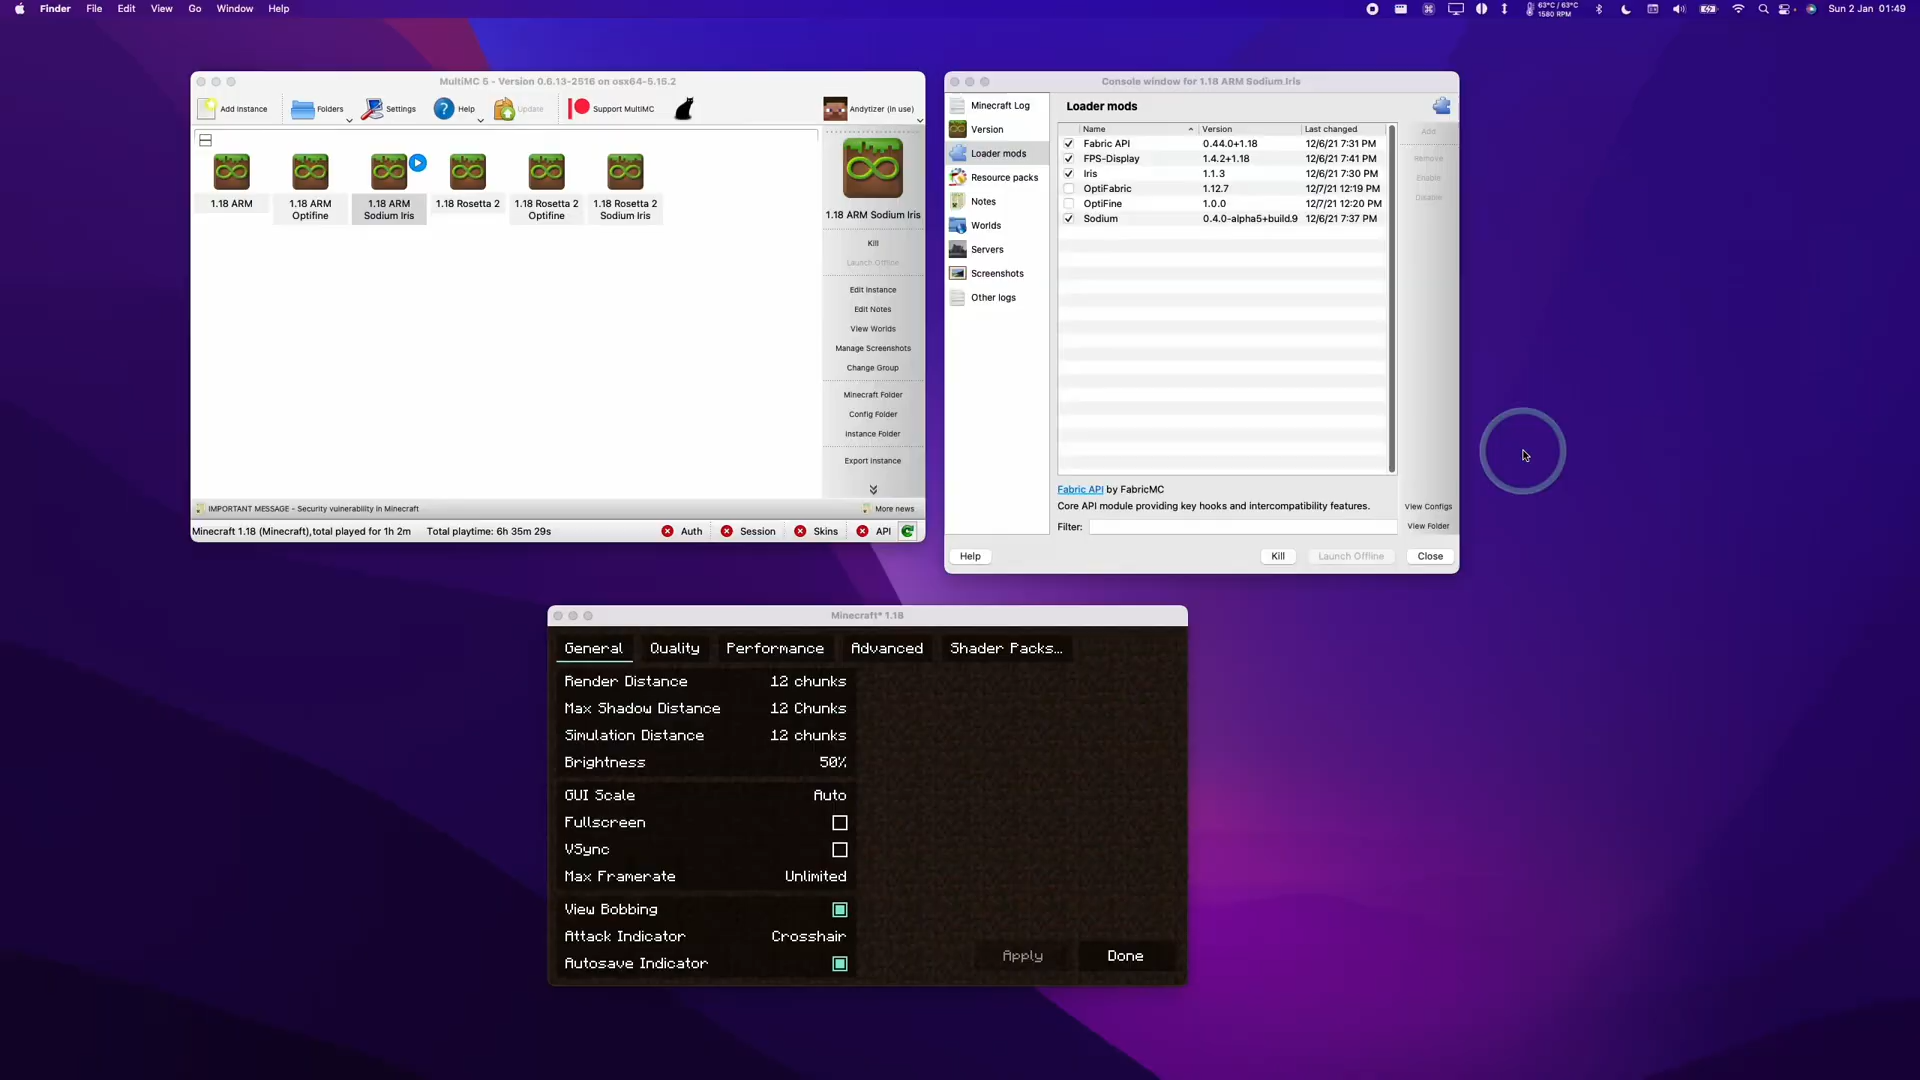 Finder File Edit View Go Window Help
63°C / 63°C
1580 RPM
Sun 2 Jan 01:49
MultiMC 5 - Version 0.6.13-2516 on osx64-5.15.2
Add Instance Folders Settings Help Update Support MultiMC Andytizer (in use)
1.18 ARM
1.18 ARM
Optifine
1.18 ARM
Sodium Iris
1.18 Rosetta 2
1.18 Rosetta 2
Optifine
1.18 Rosetta 2
Sodium Iris
1.18 ARM Sodium Iris
Kill
Launch Offline
Edit Instance
Edit Notes
View Worlds
Manage Screenshots
Change Group
Minecraft Folder
Config Folder
Instance Folder
Export Instance
IMPORTANT MESSAGE - Security vulnerability in Minecraft
More news
Minecraft 1.18 (Minecraft),total played for 1h 2m Total playtime: 6h 35m 29s
Auth Session Skins API
Console window for 1.18 ARM Sodium Iris
Minecraft Log
Version
Loader mods
Resource packs
Notes
Worlds
Servers
Screenshots
Other logs
Loader mods
Name Version Last changed
Fabric API 0.44.0+1.18 12/6/21 7:31 PM
FPS-Display 1.4.2+1.18 12/6/21 7:41 PM
Iris 1.1.3 12/6/21 7:30 PM
OptiFabric 1.12.7 12/7/21 12:19 PM
OptiFine 1.0.0 12/7/21 12:20 PM
Sodium 0.4.0-alpha5+build.9 12/6/21 7:37 PM
Add
Remove
Enable
Disable
View Configs
View Folder
Fabric API by FabricMC
Core API module providing key hooks and intercompatibility features.
Filter:
Help Kill Launch Offline Close
Minecraft* 1.18
General Quality Performance Advanced Shader Packs...
Render Distance 12 chunks
Max Shadow Distance 12 Chunks
Simulation Distance 12 chunks
Brightness 50%
GUI Scale Auto
Fullscreen
VSync
Max Framerate Unlimited
View Bobbing
Attack Indicator Crosshair
Autosave Indicator
Apply Done